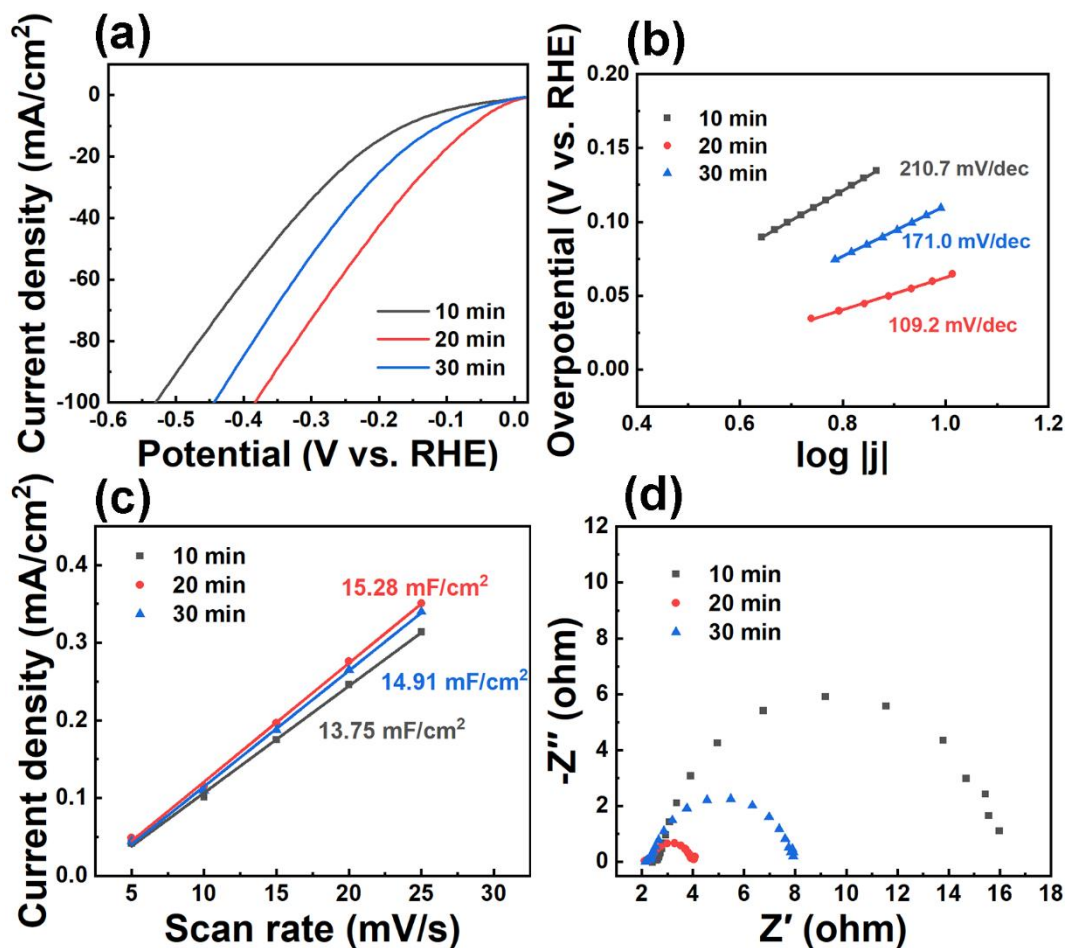 (a)
Current density (mA/cm²)
0
-20
-40
-60
-80
-100
10 min
20 min
30 min
-0.6 -0.5 -0.4 -0.3 -0.2 -0.1 0.0
Potential (V vs. RHE)
(b)
Overpotential (V vs. RHE)
0.20
0.15
0.10
0.05
0.00
10 min
20 min
30 min
210.7 mV/dec
171.0 mV/dec
109.2 mV/dec
0.4 0.6 0.8 1.0 1.2
log |j|
(c)
Current density (mA/cm²)
0.4
0.3
0.2
0.1
0.0
10 min
20 min
30 min
15.28 mF/cm²
14.91 mF/cm²
13.75 mF/cm²
5 10 15 20 25 30
Scan rate (mV/s)
(d)
-Z″ (ohm)
12
10
8
6
4
2
0
10 min
20 min
30 min
0 2 4 6 8 10 12 14 16 18
Z′ (ohm)